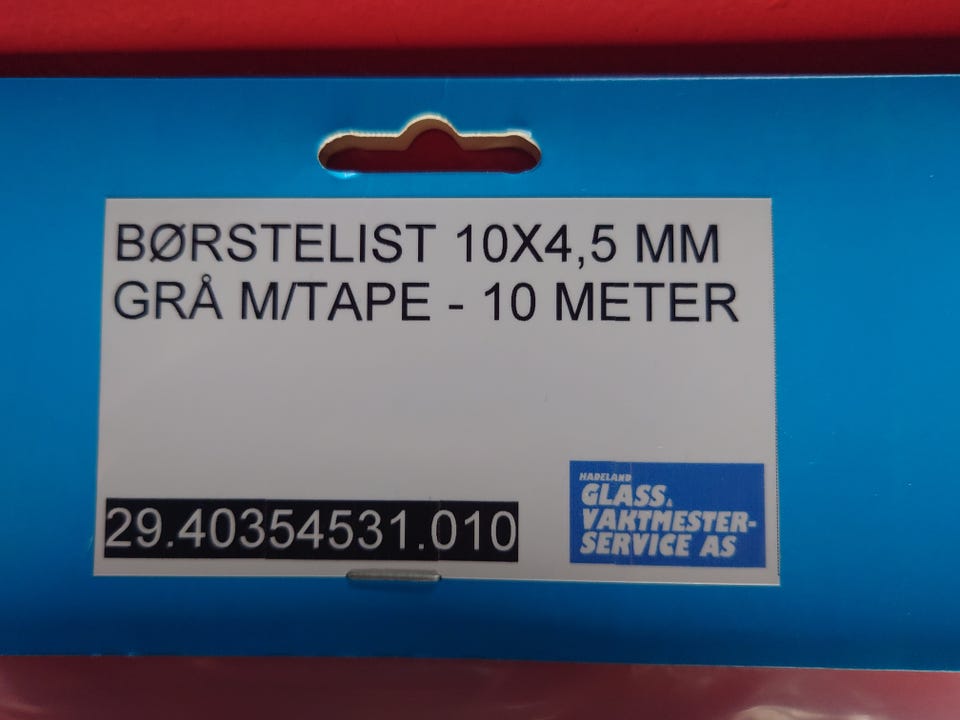 BØRSTELIST 10X4,5 MM
GRÅ M/TAPE - 10 METER
29.40354531.010
HADELAND
GLASS &
VAKTMESTER-
SERVICE AS